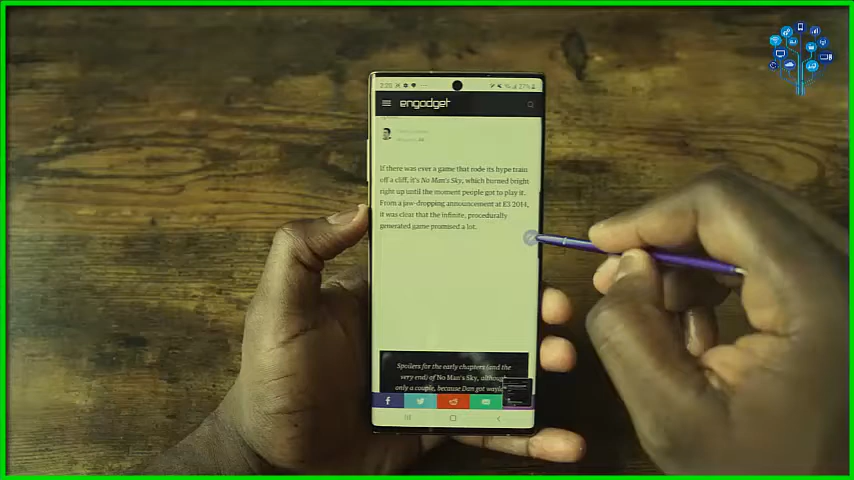 2:26
27%
engadget
If there was ever a game that rode its hype train
off a cliff, it's No Man's Sky, which burned bright
right up until the moment people got to play it.
From a jaw-dropping announcement at E3 2014,
it was clear that the infinite, procedurally
generated game promised a lot.
Spoilers for the early chapters (and the
very end) of No Man's Sky, although
only a couple, because Dan got